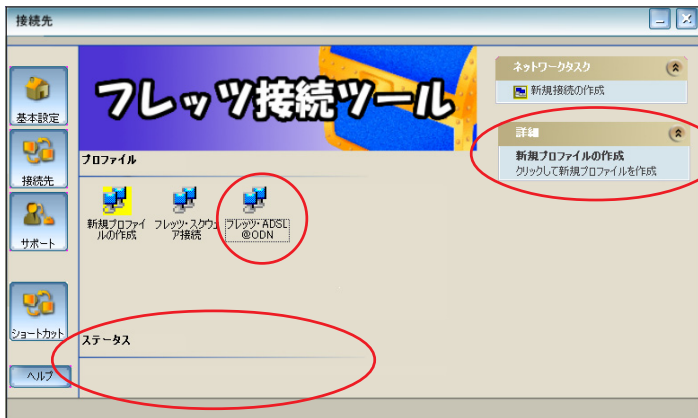 接続先
基本設定
接続先
サポート
ショートカット
ヘルプ
フレッツ接続ツール
プロファイル
新規プロファイ
ルの作成
フレッツ・スクウェ
ア接続
フレッツ・ADSL
@ODN
ステータス
ネットワークタスク
新規接続の作成
詳細
新規プロファイルの作成
クリックして新規プロファイルを作成